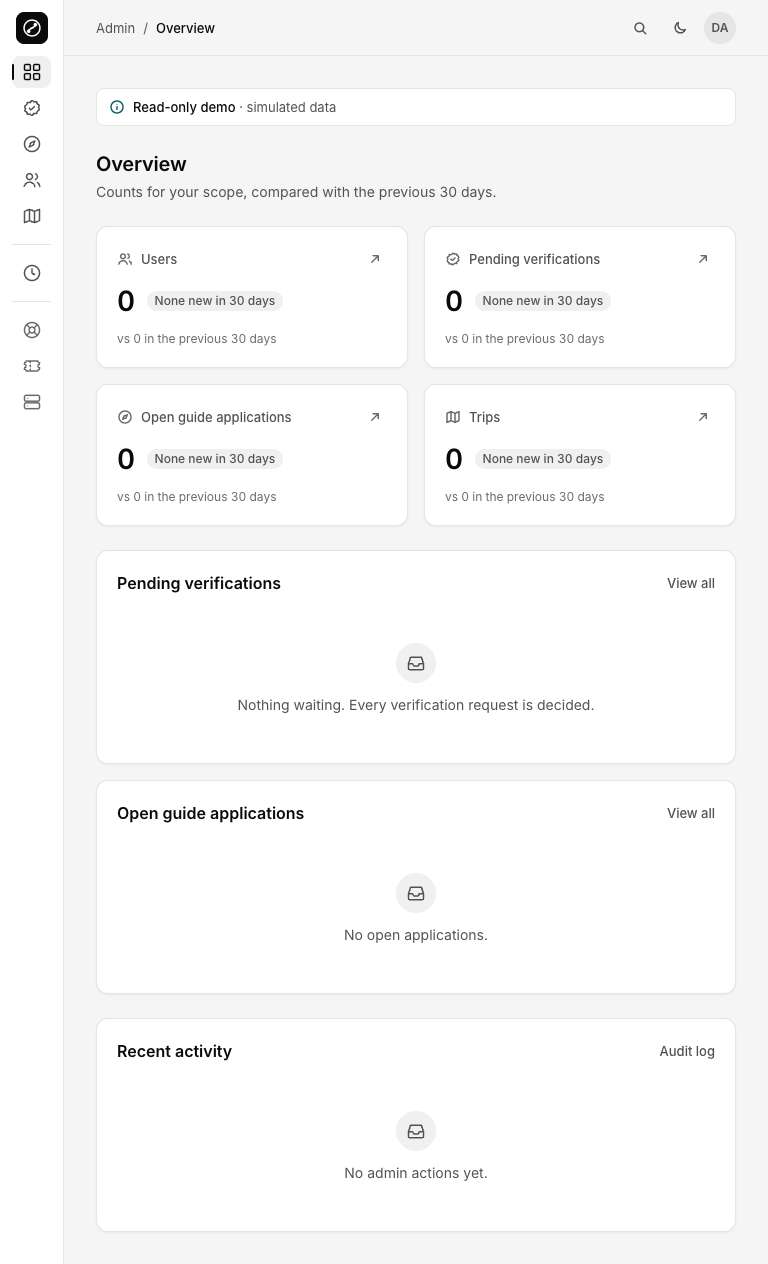 Admin / Overview
DA
Read-only demo · simulated data
Overview
Counts for your scope, compared with the previous 30 days.
Users
0 None new in 30 days
vs 0 in the previous 30 days
Pending verifications
0 None new in 30 days
vs 0 in the previous 30 days
Open guide applications
0 None new in 30 days
vs 0 in the previous 30 days
Trips
0 None new in 30 days
vs 0 in the previous 30 days
Pending verifications
View all
Nothing waiting. Every verification request is decided.
Open guide applications
View all
No open applications.
Recent activity
Audit log
No admin actions yet.